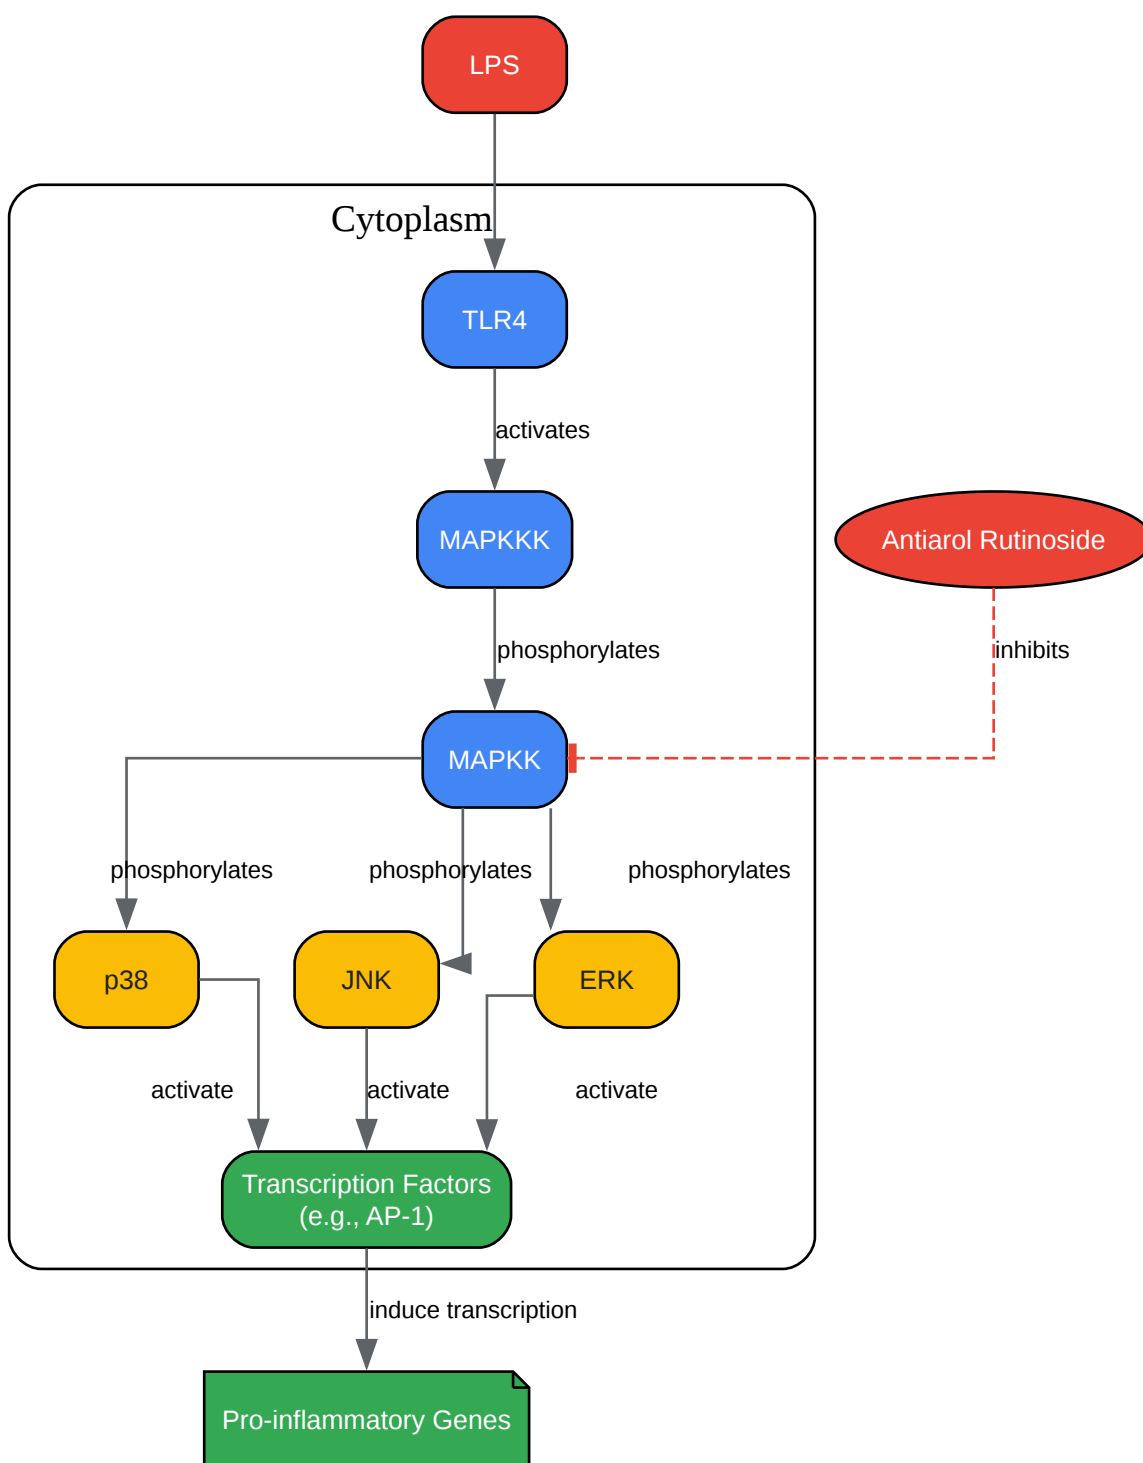 LPS
Cytoplasm
TLR4
activates
MAPKKK
Antiarol Rutinoside
phosphorylates
inhibits
MAPKK
phosphorylates
phosphorylates
phosphorylates
p38
JNK
ERK
activate
activate
activate
Transcription Factors
(e.g., AP-1)
induce transcription
Pro-inflammatory Genes